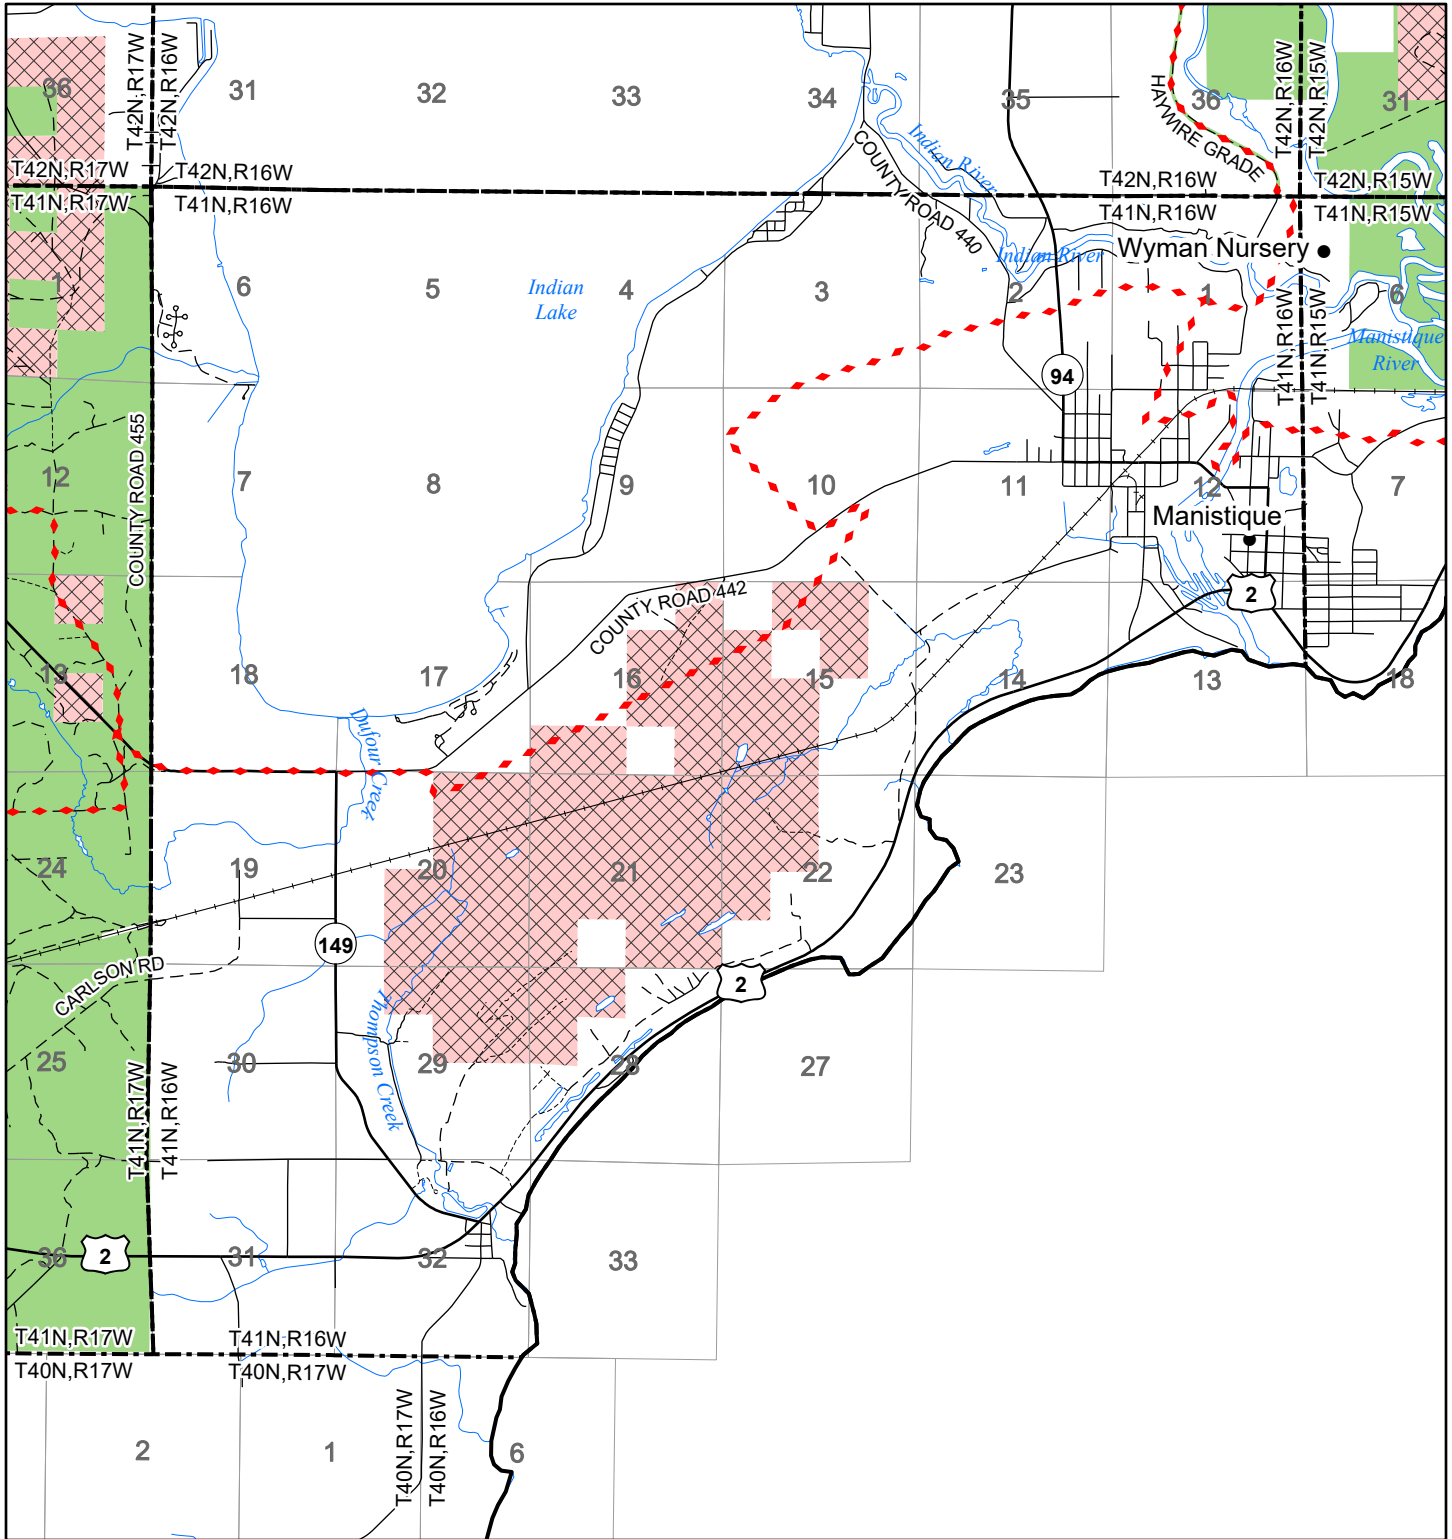 T42N,R17W
T42N,R16W
36
31
32
33
34
35
HAYWIRE GRADE
36
T42N,R16W
T42N,R15W
31
Indian River
COUNTY ROAD 440
T42N,R17W
T42N,R16W
T42N,R16W
T42N,R15W
T41N,R17W
T41N,R16W
T41N,R16W
T41N,R15W
Wyman Nursery
Indian River
1
6
5
Indian
Lake
4
3
2
1
6
T41N,R16W
T41N,R15W
Manistique
River
94
COUNTY ROAD 455
12
7
8
9
10
11
12
7
Manistique
COUNTY ROAD 442
2
13
18
17
16
15
14
13
18
Dufour Creek
24
19
20
21
22
23
149
CARLSON RD
2
Thompson Creek
25
30
29
28
27
T41N,R17W
T41N,R16W
36
2
31
32
33
T41N,R17W
T41N,R16W
T40N,R17W
T40N,R17W
T40N,R17W
T40N,R16W
2
1
6